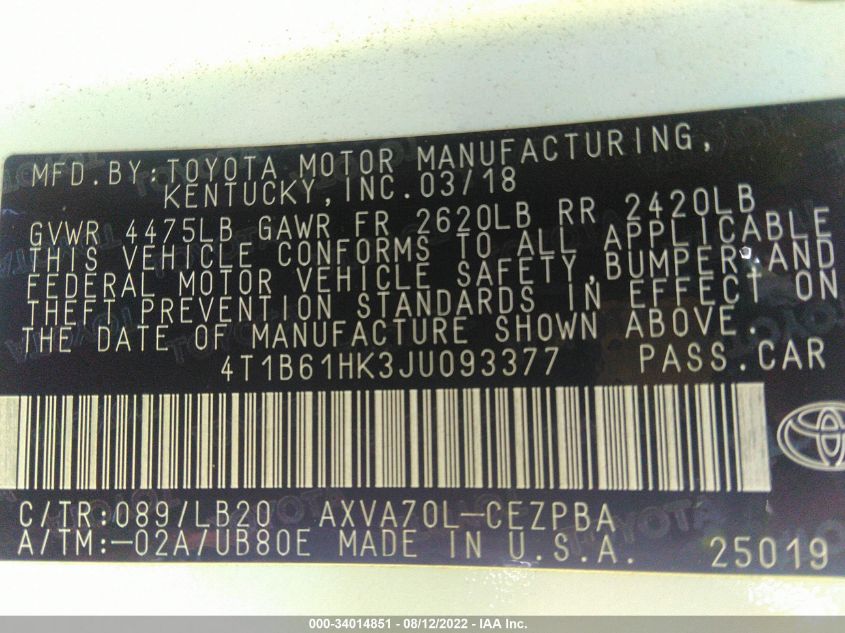 MFD.BY:TOYOTA MOTOR MANUFACTURING,
KENTUCKY,INC.03/18
GVWR 4475LB GAWR FR 2620LB RR 2420LB
THIS VEHICLE CONFORMS TO ALL APPLICABLE
FEDERAL MOTOR VEHICLE SAFETY,BUMPER,AND
THEFT PREVENTION STANDARDS IN EFFECT ON
THE DATE OF MANUFACTURE SHOWN ABOVE.
4T1B61HK3JU093377 PASS.CAR
C/TR:089/LB20 AXVA70L-CEZPBA
A/TM:-02A/UB80E MADE IN U.S.A. 25019
000-34014851 - 08/12/2022 - IAA Inc.